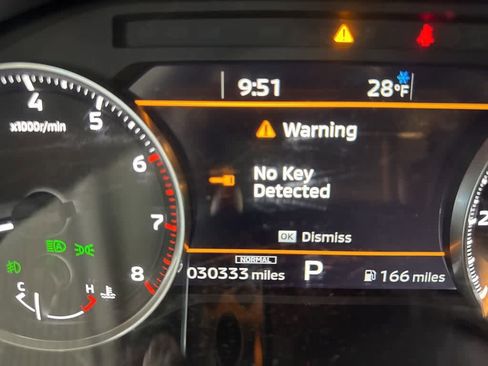 9:51 28°F
Warning
No Key
Detected
OK Dismiss
4
5
x1000r/min
6
7
8
C H
NORMAL
030333 miles P 166 miles
2